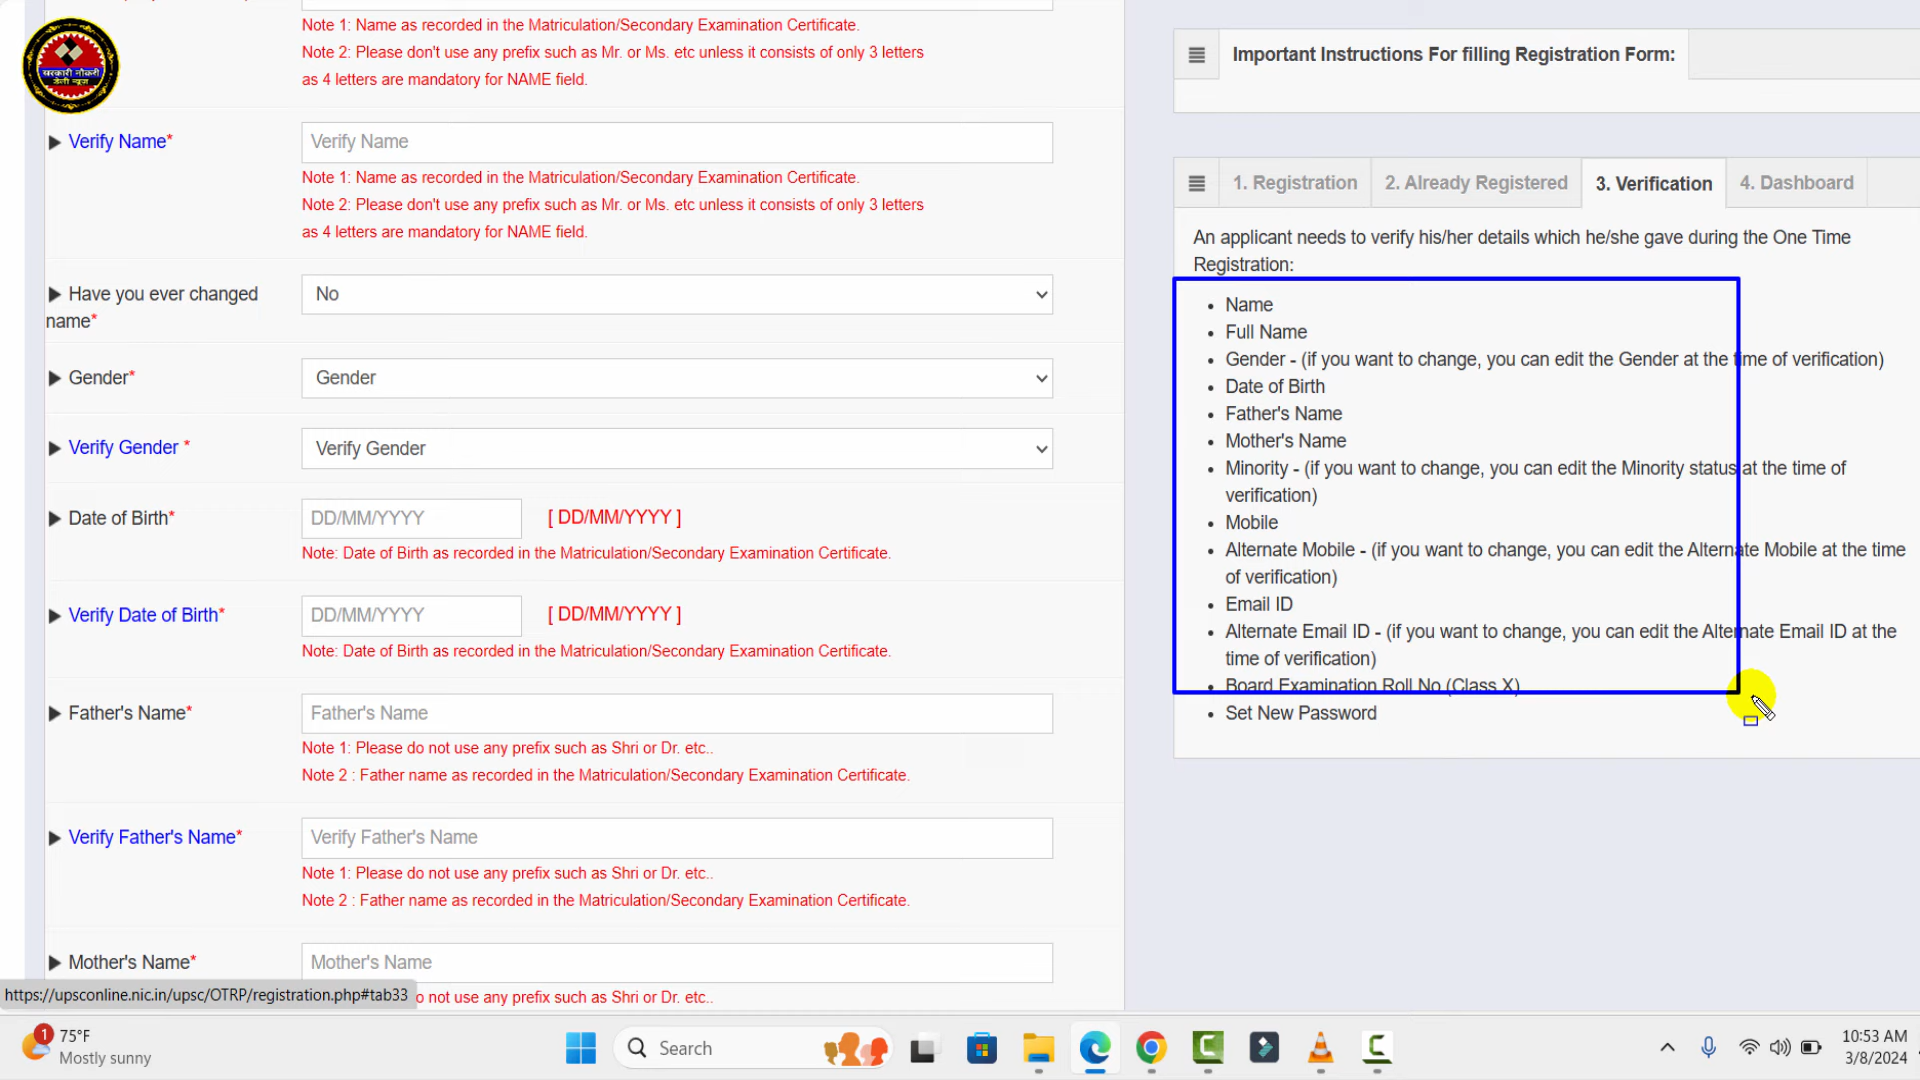 Note 1: Name as recorded in the Matriculation/Secondary Examination Certificate.
Note 2: Please don't use any prefix such as Mr. or Ms. etc unless it consists of only 3 letters
as 4 letters are mandatory for NAME field.
सरकारी नौकरी
डेली न्यूज
Verify Name*
Verify Name
Note 1: Name as recorded in the Matriculation/Secondary Examination Certificate.
Note 2: Please don't use any prefix such as Mr. or Ms. etc unless it consists of only 3 letters
as 4 letters are mandatory for NAME field.
Have you ever changed
name*
No
Gender*
Gender
Verify Gender *
Verify Gender
Date of Birth*
DD/MM/YYYY
[ DD/MM/YYYY ]
Note: Date of Birth as recorded in the Matriculation/Secondary Examination Certificate.
Verify Date of Birth*
DD/MM/YYYY
[ DD/MM/YYYY ]
Note: Date of Birth as recorded in the Matriculation/Secondary Examination Certificate.
Father's Name*
Father's Name
Note 1: Please do not use any prefix such as Shri or Dr. etc..
Note 2 : Father name as recorded in the Matriculation/Secondary Examination Certificate.
Verify Father's Name*
Verify Father's Name
Note 1: Please do not use any prefix such as Shri or Dr. etc..
Note 2 : Father name as recorded in the Matriculation/Secondary Examination Certificate.
Mother's Name*
Mother's Name
o not use any prefix such as Shri or Dr. etc..
https://upsconline.nic.in/upsc/OTRP/registration.php#tab33
Important Instructions For filling Registration Form:
1. Registration
2. Already Registered
3. Verification
4. Dashboard
An applicant needs to verify his/her details which he/she gave during the One Time
Registration:
• Name
• Full Name
• Gender - (if you want to change, you can edit the Gender at the time of verification)
• Date of Birth
• Father's Name
• Mother's Name
• Minority - (if you want to change, you can edit the Minority status at the time of
verification)
• Mobile
• Alternate Mobile - (if you want to change, you can edit the Alternate Mobile at the time
of verification)
• Email ID
• Alternate Email ID - (if you want to change, you can edit the Alternate Email ID at the
time of verification)
• Board Examination Roll No (Class X)
• Set New Password
1
75°F
Mostly sunny
Search
10:53 AM
3/8/2024